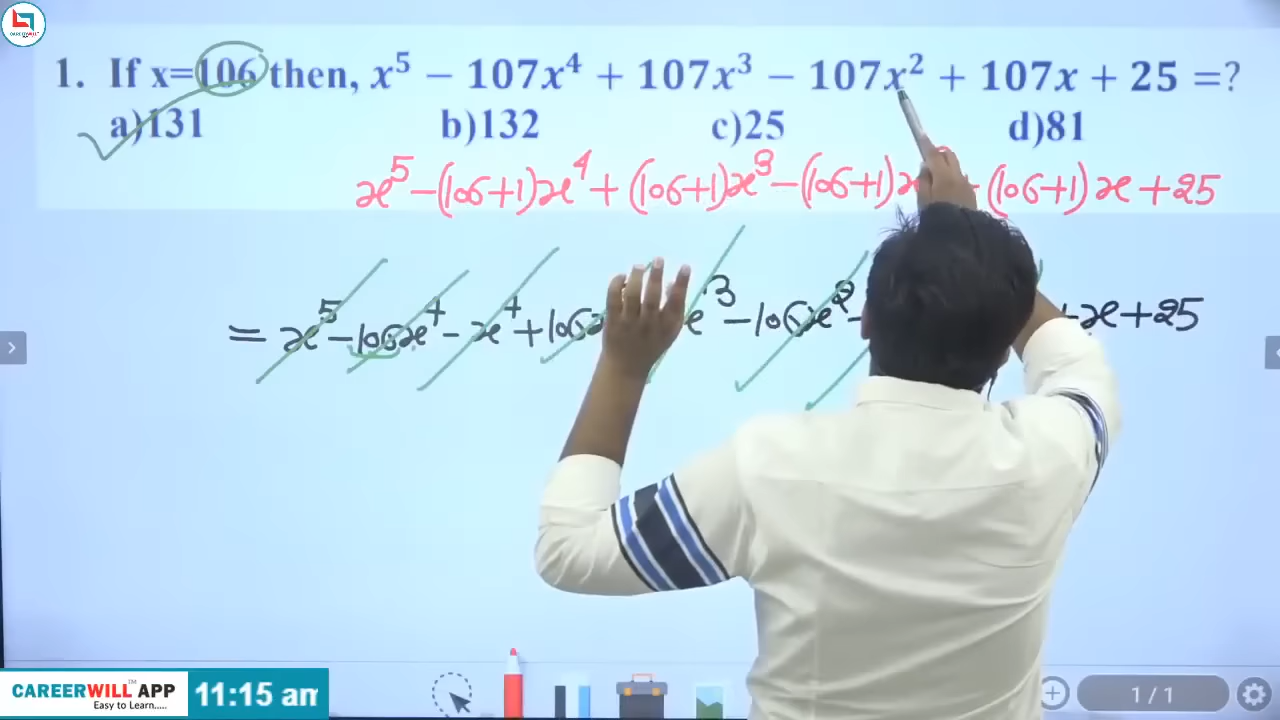 CAREERWILL
1. If x=106 then, x⁵ − 107x⁴ + 107x³ − 107x² + 107x + 25 =?
a)131 b)132 c)25 d)81
x⁵ −(106+1)x⁴ + (106+1)x³ −(106+1)x (106+1)x +25
= x⁵ −106x⁴ − x⁴ +106 x³ −106x² − +x +25
CAREERWILL™ APP 11:15 am
Easy to Learn.....
1 / 1